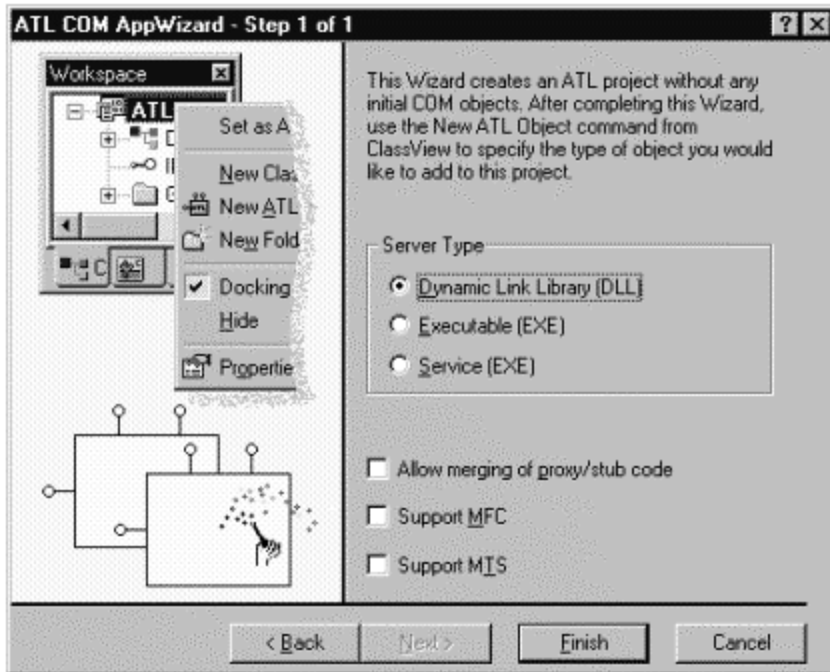 ATL COM AppWizard - Step 1 of 1
Workspace
ATL
Set as A
New Clas
New ATL
New Fold
Docking
Hide
Propertie
This Wizard creates an ATL project without any
initial COM objects. After completing this Wizard,
use the New ATL Object command from
ClassView to specify the type of object you would
like to add to this project.
Server Type
Dynamic Link Library (DLL)
Executable (EXE)
Service (EXE)
Allow merging of proxy/stub code
Support MFC
Support MTS
< Back
Next >
Finish
Cancel